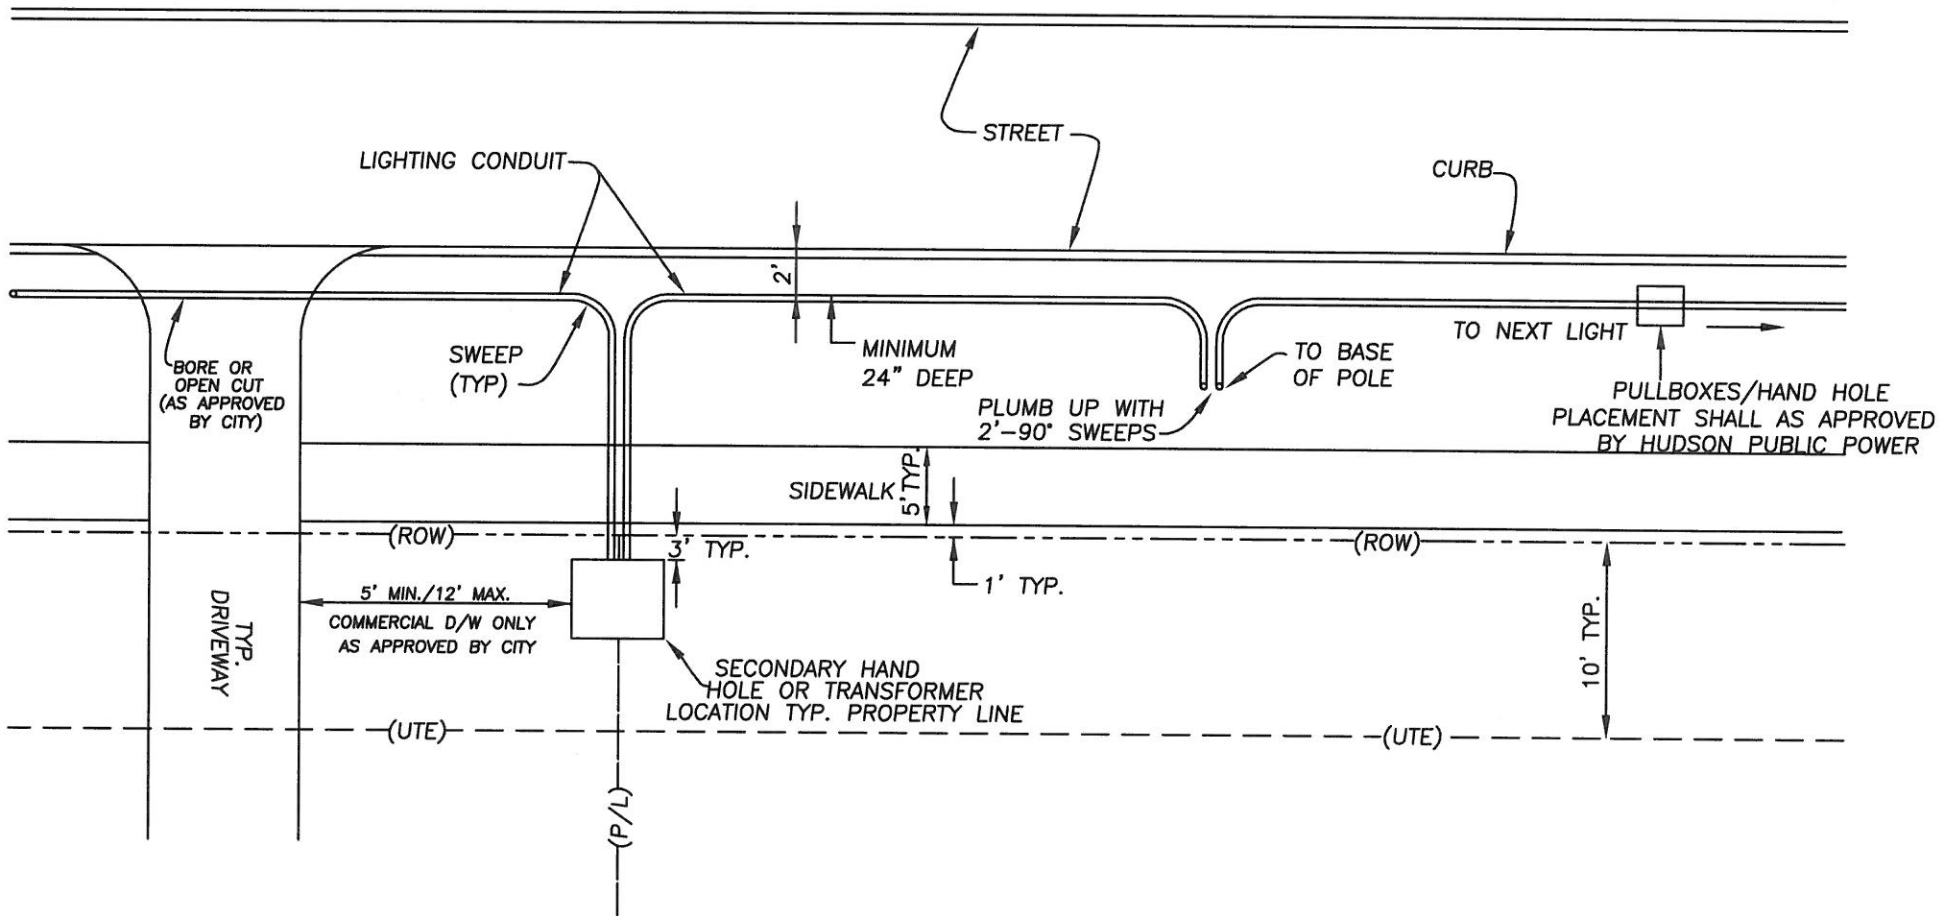 STREET
LIGHTING CONDUIT
CURB
2'
BORE OR
OPEN CUT
(AS APPROVED
BY CITY)
SWEEP
(TYP)
MINIMUM
24" DEEP
TO BASE
OF POLE
PLUMB UP WITH
2'-90° SWEEPS
TO NEXT LIGHT
PULLBOXES/HAND HOLE
PLACEMENT SHALL AS APPROVED
BY HUDSON PUBLIC POWER
SIDEWALK
5' TYP.
(ROW)
3' TYP.
(ROW)
1' TYP.
5' MIN./12' MAX.
COMMERCIAL D/W ONLY
AS APPROVED BY CITY
TYP.
DRIVEWAY
10' TYP.
SECONDARY HAND
HOLE OR TRANSFORMER
LOCATION TYP. PROPERTY LINE
(UTE)
(UTE)
(P/L)